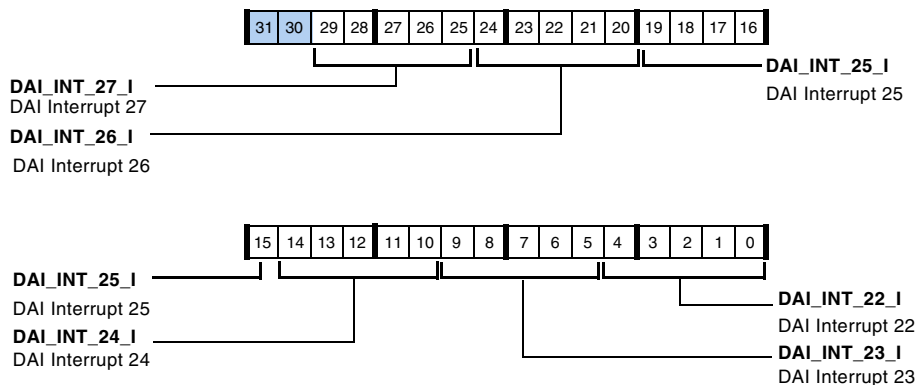 31 30 29 28 27 26 25 24 23 22 21 20 19 18 17 16
DAI_INT_27_I
DAI Interrupt 27
DAI_INT_26_I
DAI Interrupt 26
DAI_INT_25_I
DAI Interrupt 25
15 14 13 12 11 10 9 8 7 6 5 4 3 2 1 0
DAI_INT_25_I
DAI Interrupt 25
DAI_INT_24_I
DAI Interrupt 24
DAI_INT_22_I
DAI Interrupt 22
DAI_INT_23_I
DAI Interrupt 23